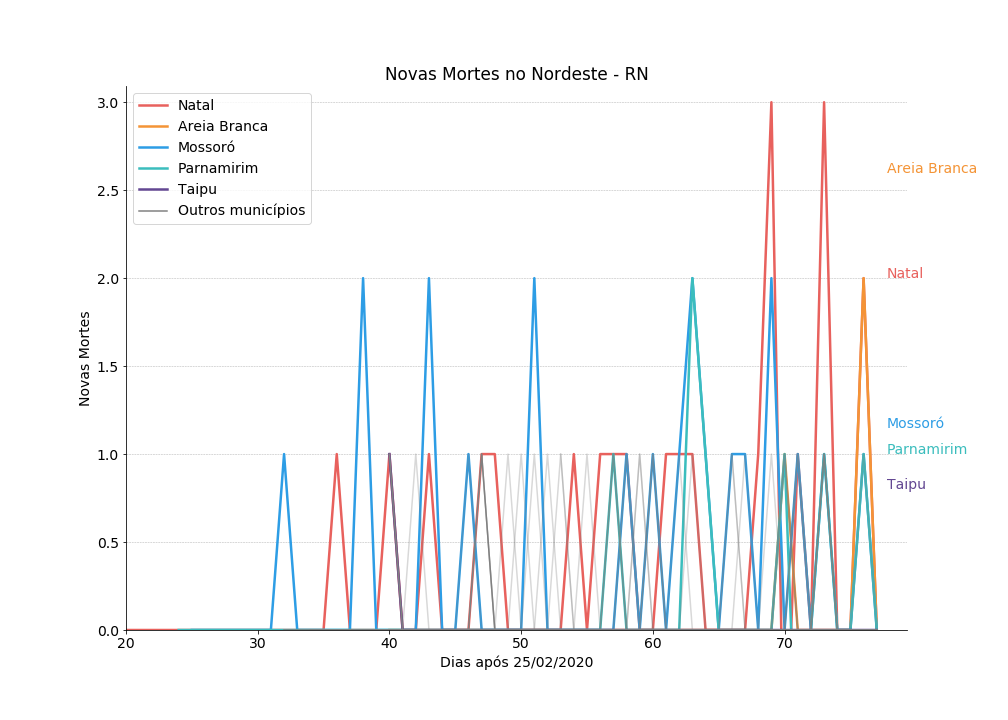 Novas Mortes no Nordeste - RN
Natal
Areia Branca
Mossoró
Parnamirim
Taipu
Outros municípios
3.0
2.5
2.0
1.5
1.0
0.5
0.0
Novas Mortes
20 30 40 50 60 70
Dias após 25/02/2020
Areia Branca
Natal
Mossoró
Parnamirim
Taipu